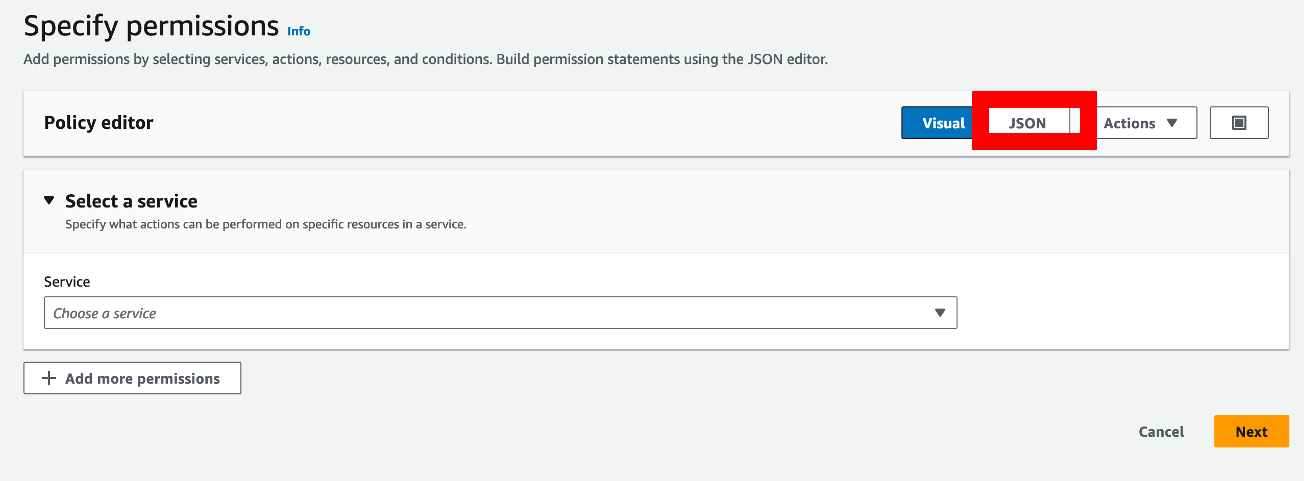 Specify permissions Info
Add permissions by selecting services, actions, resources, and conditions. Build permission statements using the JSON editor.
Policy editor
Visual
JSON
Actions
Select a service
Specify what actions can be performed on specific resources in a service.
Service
Choose a service
Add more permissions
Cancel
Next